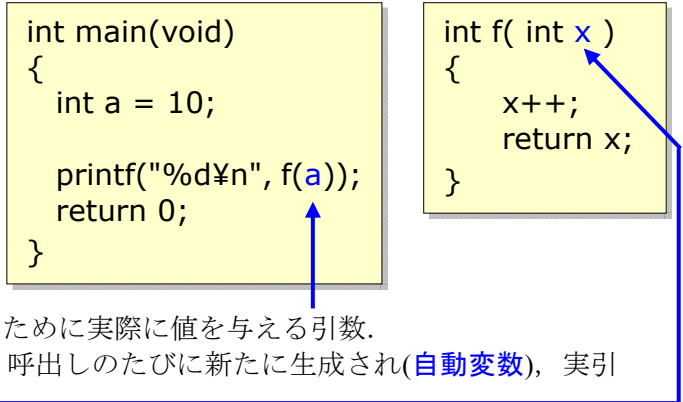 int main(void)
{
int a = 10;
printf("%d¥n", f(a));
return 0;
}
int f( int x )
{
x++;
return x;
}
ために実際に値を与える引数.
呼出しのたびに新たに生成され(自動変数), 実引